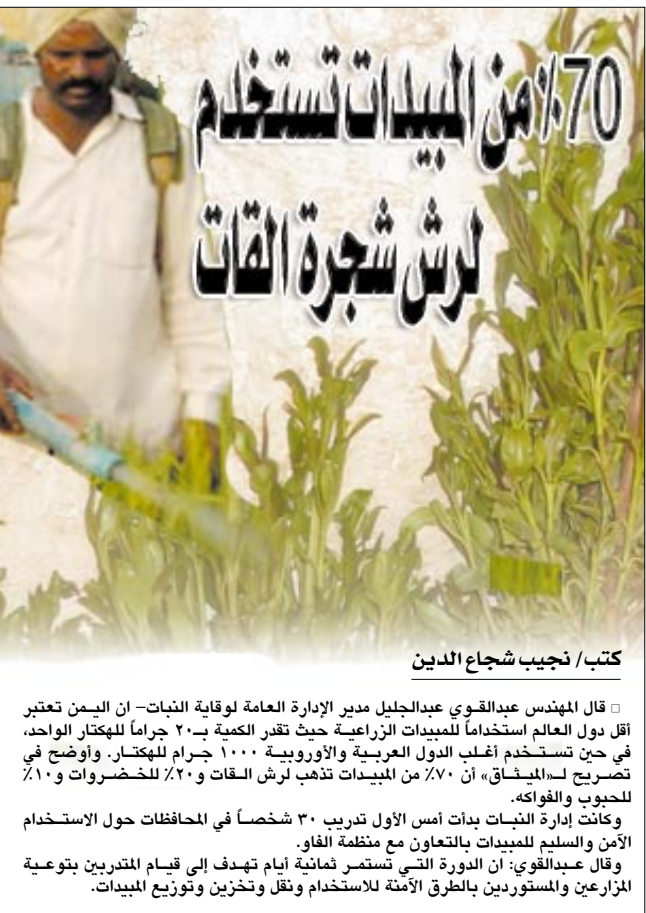 70٪ من المبيدات تستخدم
لرش شجرة القات
كتب/ نجيب شجاع الدين
□ قال المهندس عبدالقوي عبدالجليل مدير الإدارة العامة لوقاية النبات– ان اليمن تعتبر
أقل دول العالم استخداماً للمبيدات الزراعية حيث تقدر الكمية بـ٢٠ جراماً للهكتار الواحد،
في حين تستخدم أغلب الدول العربية والأوروبية ١٠٠٠ جرام للهكتار. وأوضح في
تصريح لـ«الميثاق» أن ٧٠٪ من المبيدات تذهب لرش القات و٢٠٪ للخضروات و١٠٪
للحبوب والفواكه.
وكانت إدارة النبات بدأت أمس الأول تدريب ٣٠ شخصاً في المحافظات حول الاستخدام
الآمن والسليم للمبيدات بالتعاون مع منظمة الفاو.
وقال عبدالقوي: ان الدورة التي تستمر ثمانية أيام تهدف إلى قيام المتدربين بتوعية
المزارعين والمستوردين بالطرق الآمنة للاستخدام ونقل وتخزين وتوزيع المبيدات.